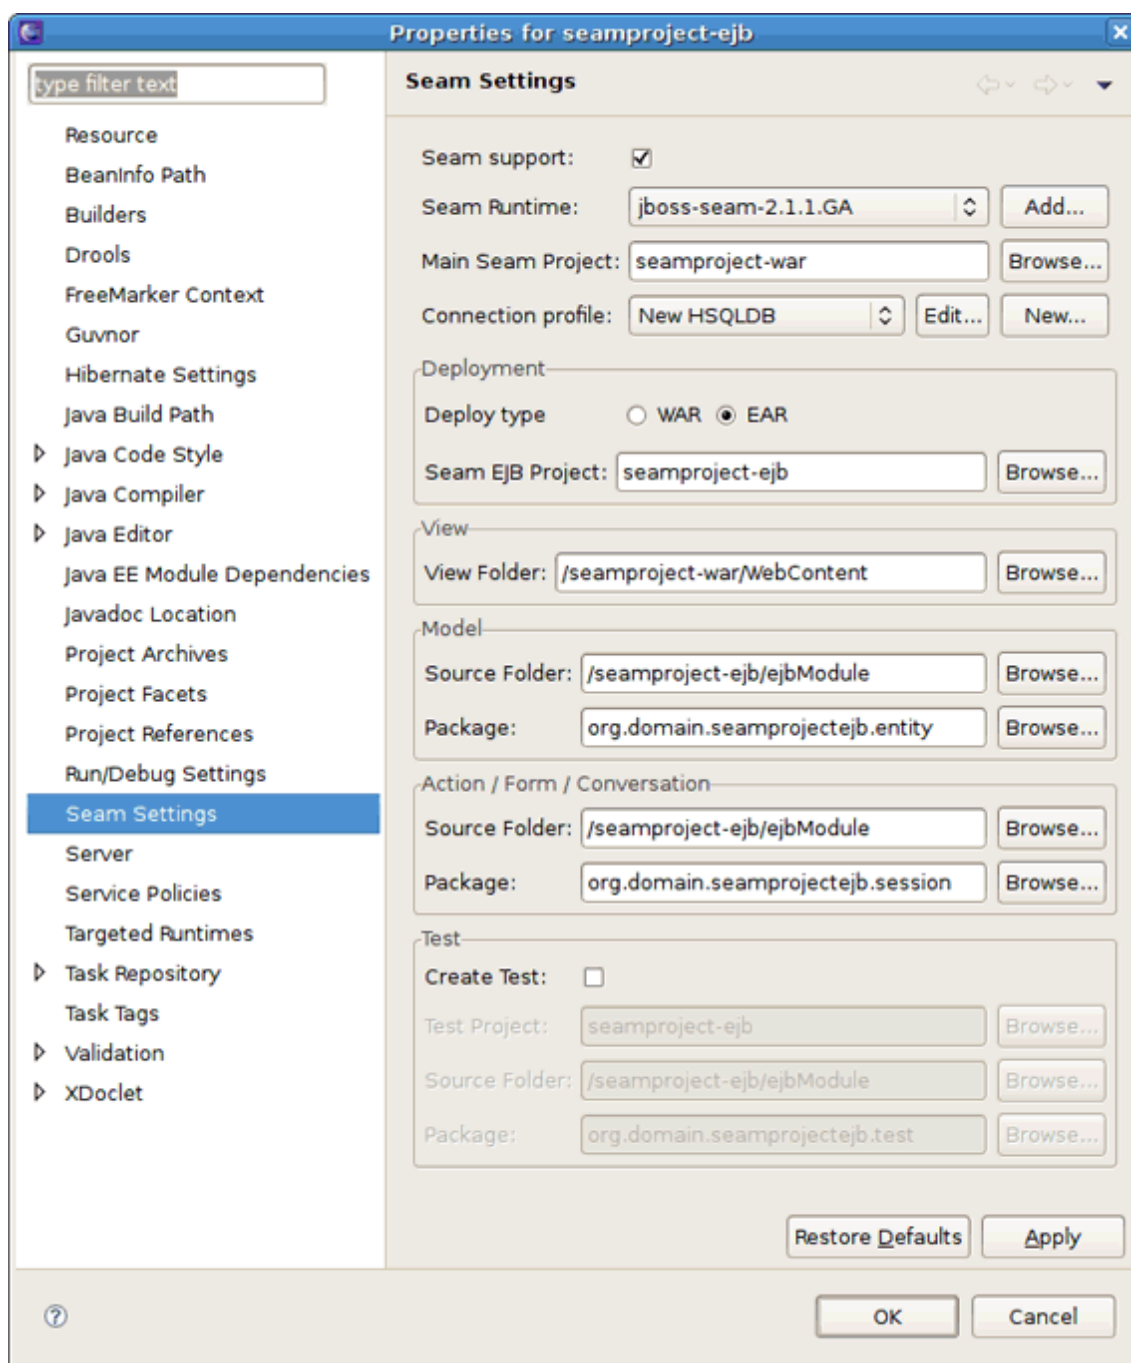 Properties for seamproject-ejb
type filter text
Resource
BeanInfo Path
Builders
Drools
FreeMarker Context
Guvnor
Hibernate Settings
Java Build Path
Java Code Style
Java Compiler
Java Editor
Java EE Module Dependencies
Javadoc Location
Project Archives
Project Facets
Project References
Run/Debug Settings
Seam Settings
Server
Service Policies
Targeted Runtimes
Task Repository
Task Tags
Validation
XDoclet
Seam Settings
Seam support:
Seam Runtime: jboss-seam-2.1.1.GA Add...
Main Seam Project: seamproject-war Browse...
Connection profile: New HSQLDB Edit... New...
Deployment
Deploy type WAR EAR
Seam EJB Project: seamproject-ejb Browse...
View
View Folder: /seamproject-war/WebContent Browse...
Model
Source Folder: /seamproject-ejb/ejbModule Browse...
Package: org.domain.seamprojectejb.entity Browse...
Action / Form / Conversation
Source Folder: /seamproject-ejb/ejbModule Browse...
Package: org.domain.seamprojectejb.session Browse...
Test
Create Test:
Test Project: seamproject-ejb Browse...
Source Folder: /seamproject-ejb/ejbModule Browse...
Package: org.domain.seamprojectejb.test Browse...
Restore Defaults Apply
? OK Cancel